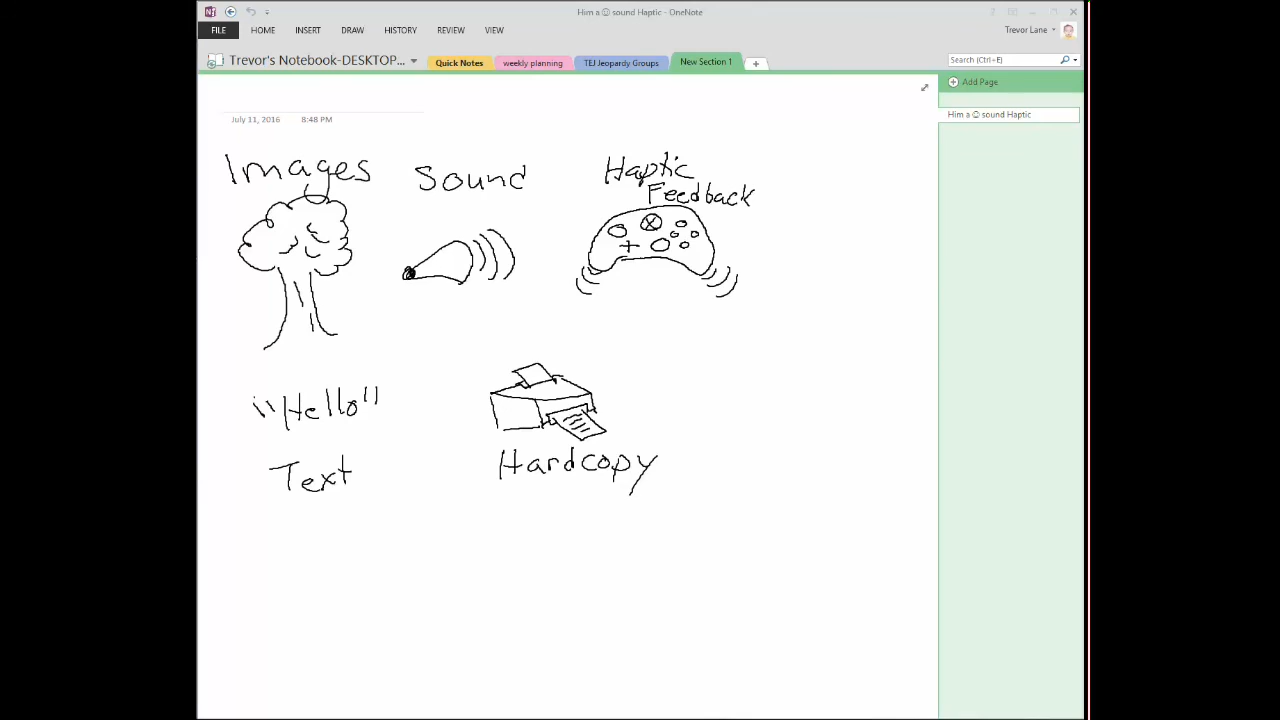 Him a ☺ sound Haptic - OneNote
FILE HOME INSERT DRAW HISTORY REVIEW VIEW
Trevor Lane
Trevor's Notebook-DESKTOP...
Quick Notes
weekly planning
TEJ Jeopardy Groups
New Section 1
Search (Ctrl+E)
Add Page
Him a ☺ sound Haptic
July 11, 2016 8:48 PM
Images
Sound
Haptic
Feedback
"Hello"
Text
Hardcopy